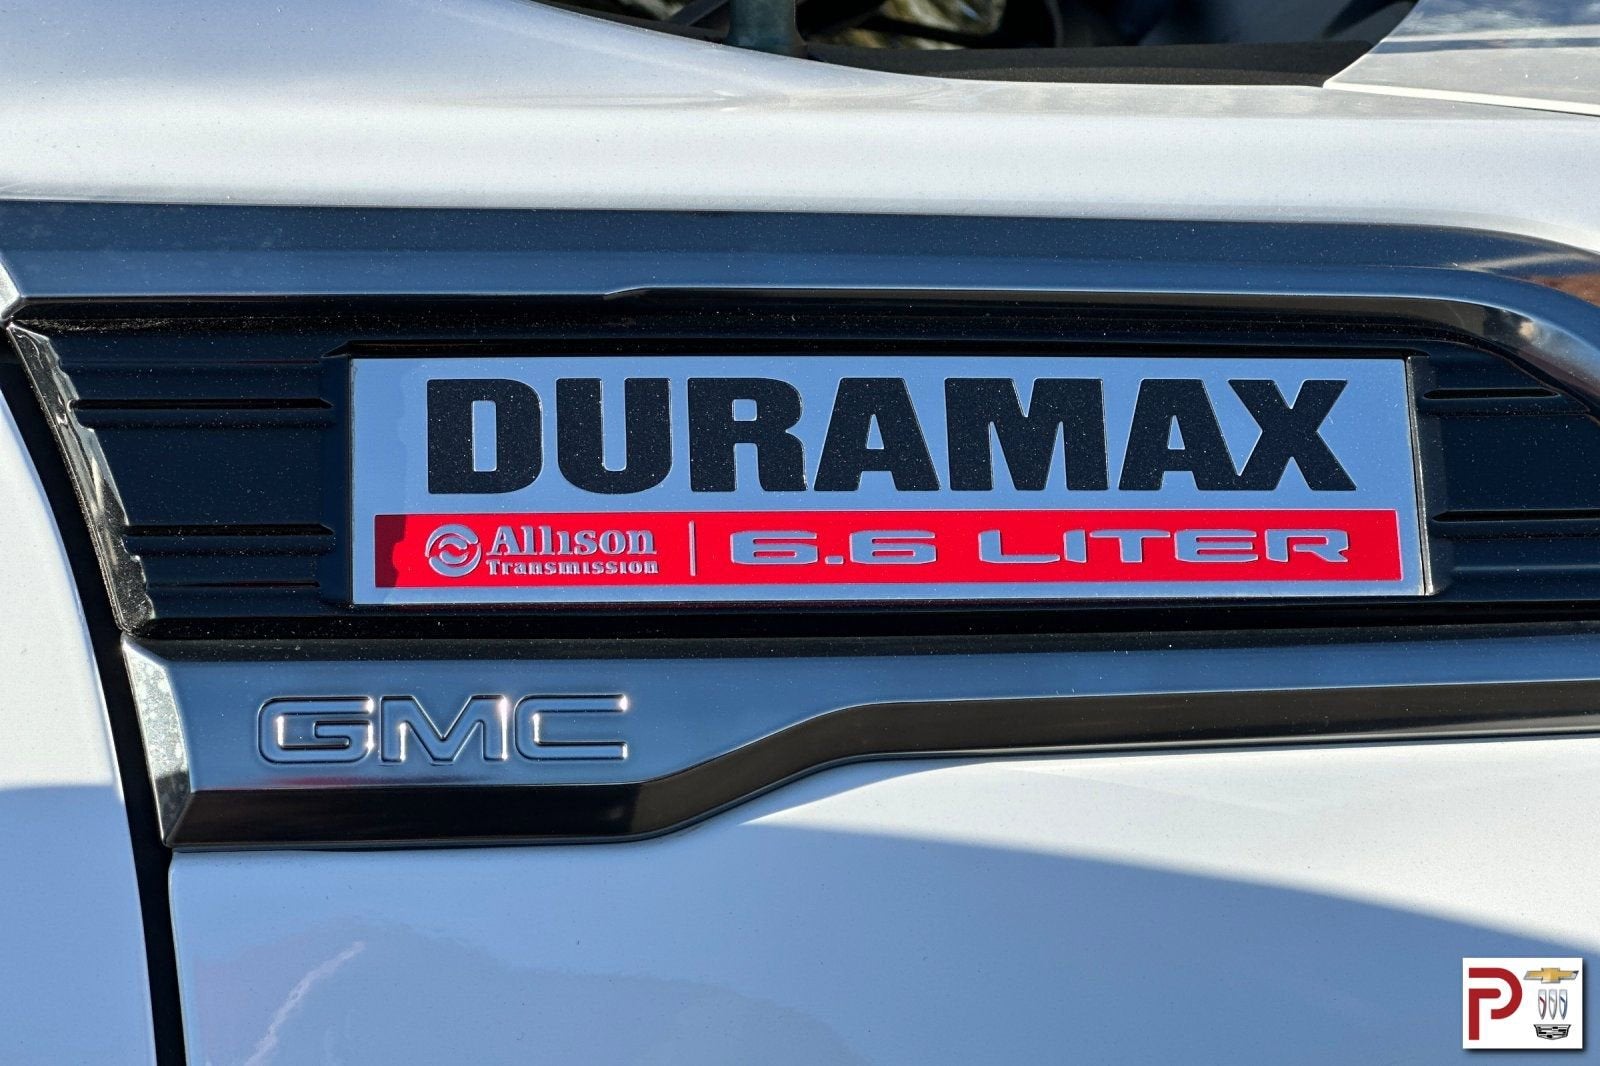 DURAMAX
Allison
Transmission
6.6 LITER
GMC
P